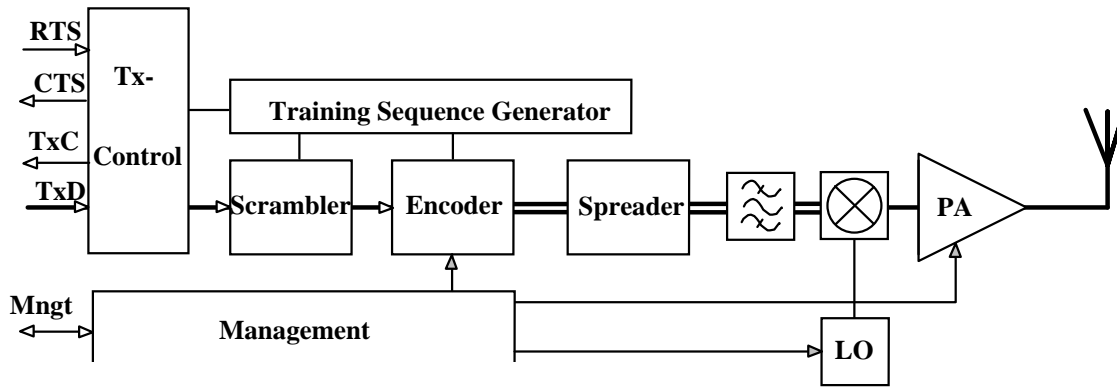 RTS
CTS
TxC
TxD
Tx-
Control
Training Sequence Generator
Scrambler
Encoder
Spreader
PA
Mngt
Management
LO